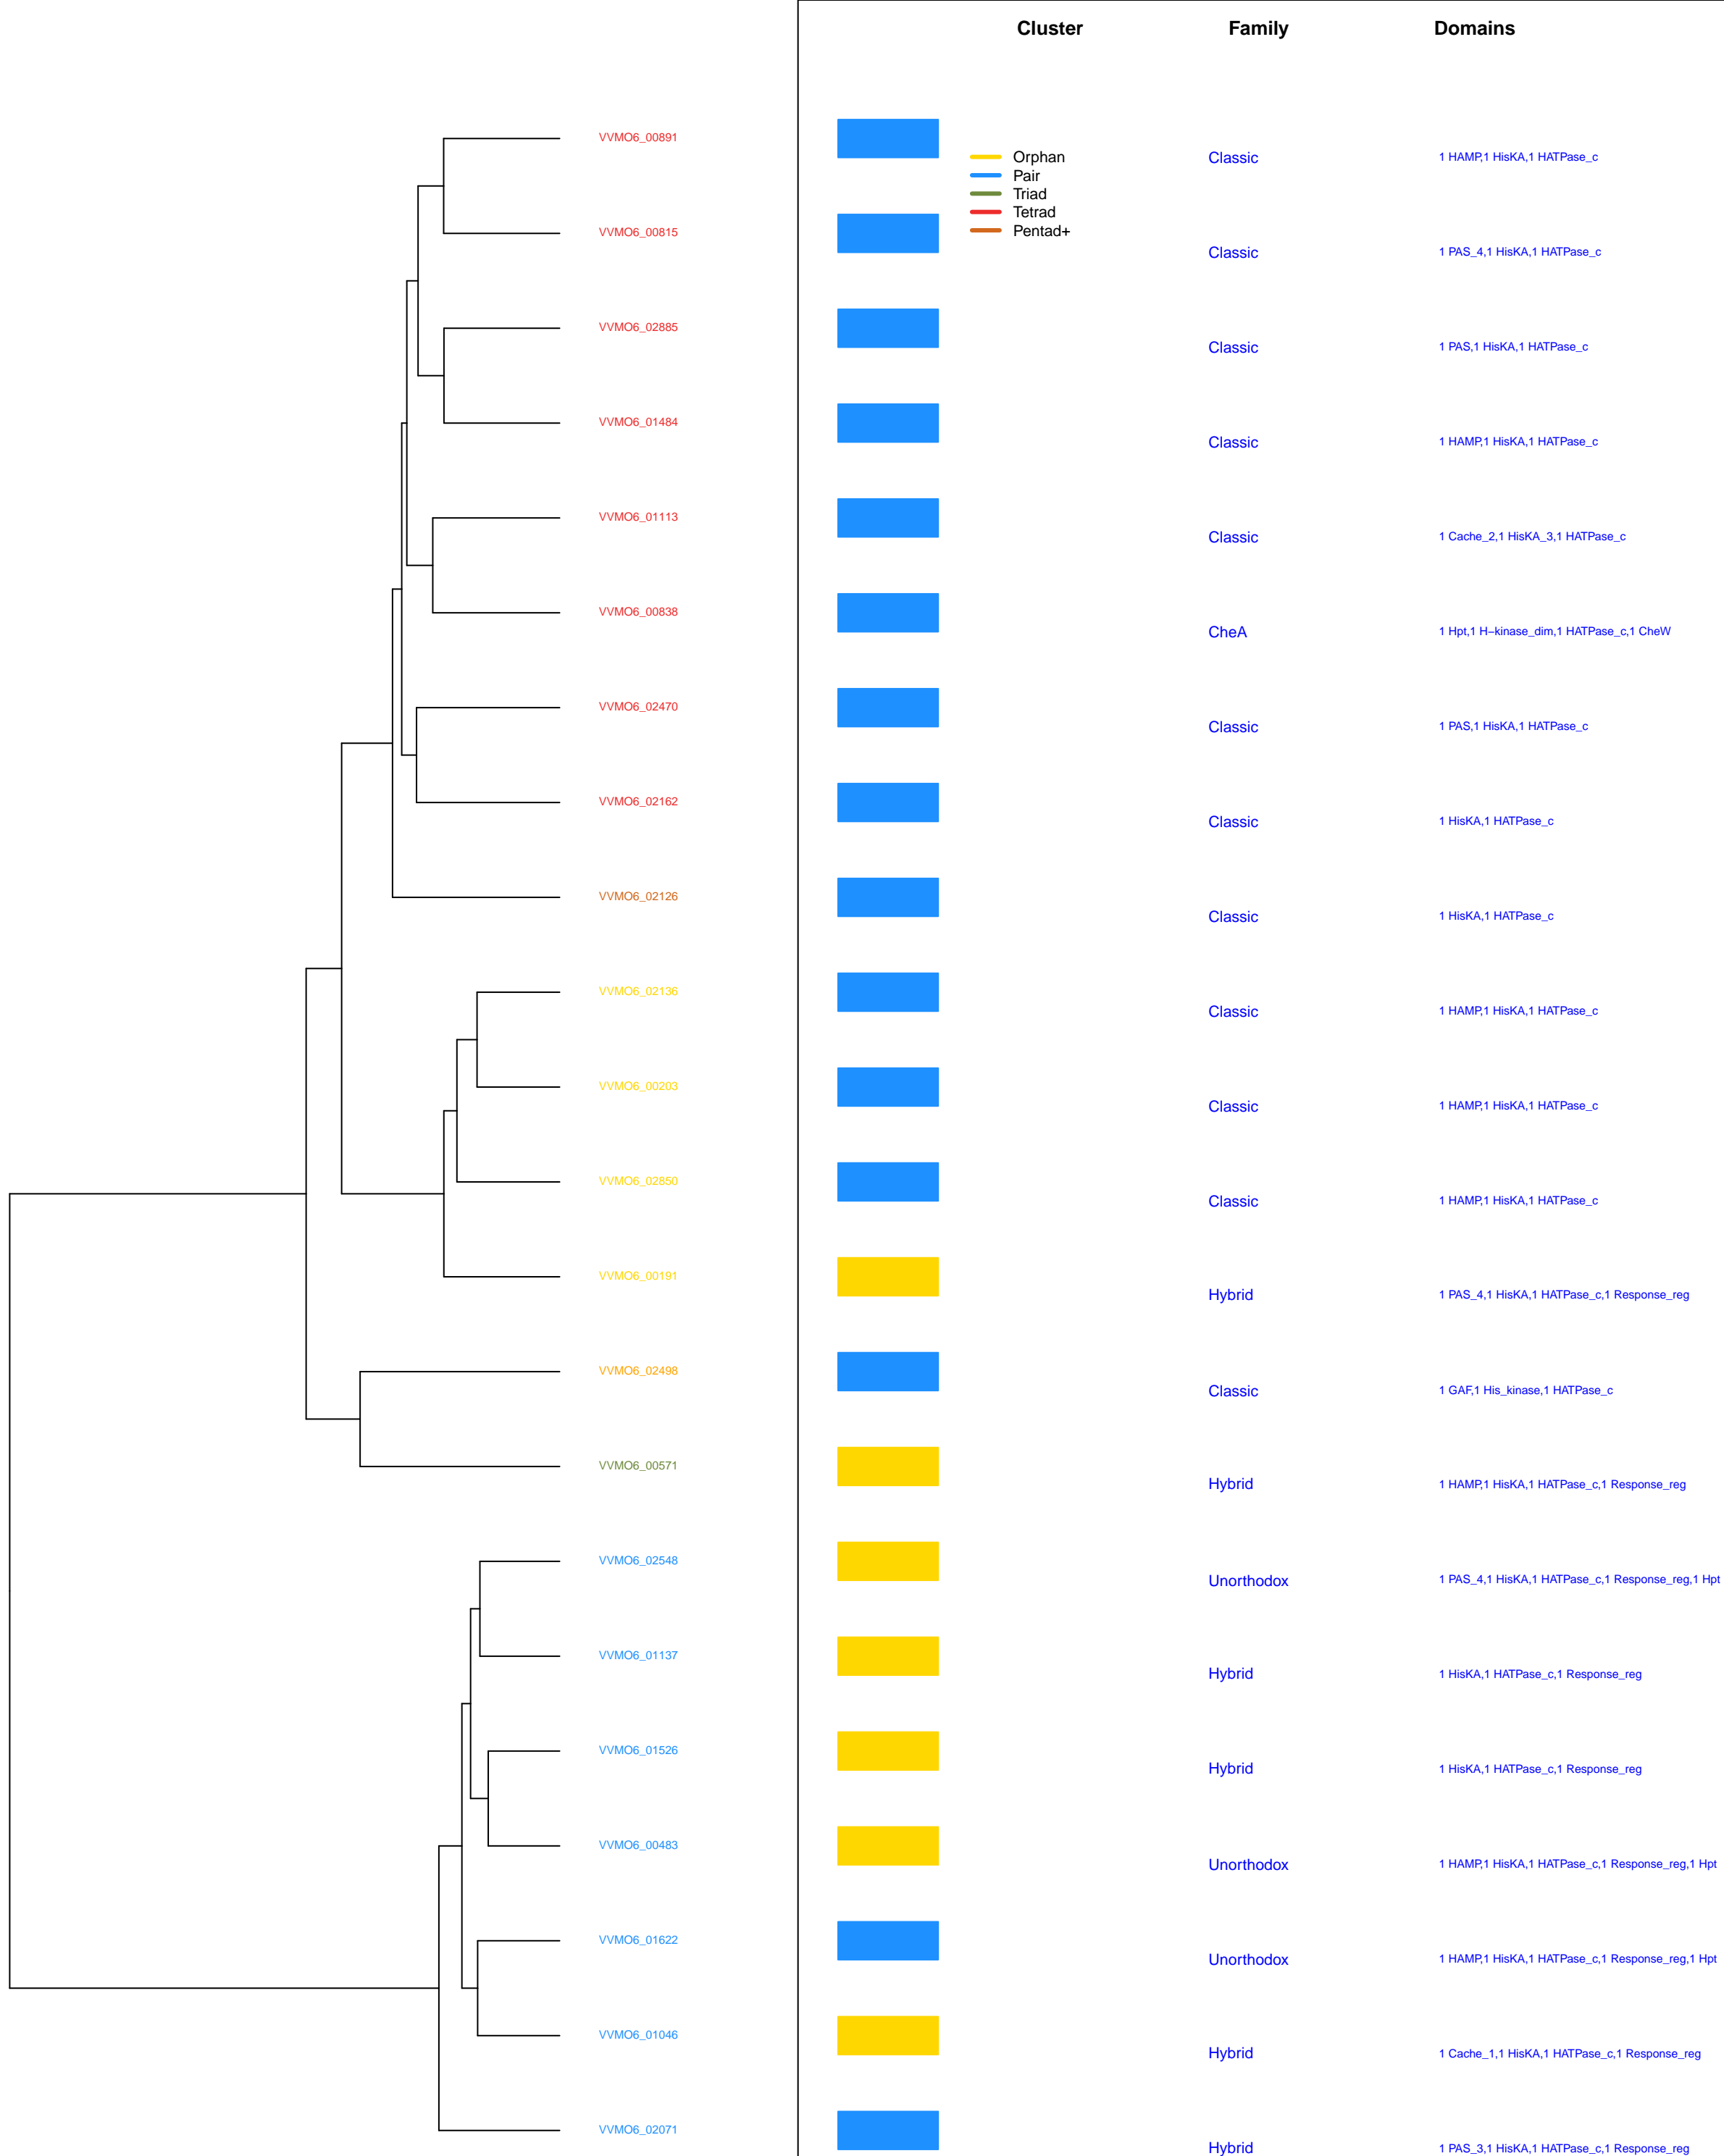 Cluster Family Domains
VVMO6_00891
Orphan
Classic 1 HAMP,1 HisKA,1 HATPase_c
Pair
Triad
Tetrad
Pentad+
VVMO6_00815
Classic 1 PAS_4,1 HisKA,1 HATPase_c
VVMO6_02885
Classic 1 PAS,1 HisKA,1 HATPase_c
VVMO6_01484
Classic 1 HAMP,1 HisKA,1 HATPase_c
VVMO6_01113
Classic 1 Cache_2,1 HisKA_3,1 HATPase_c
VVMO6_00838
CheA 1 Hpt,1 H−kinase_dim,1 HATPase_c,1 CheW
VVMO6_02470
Classic 1 PAS,1 HisKA,1 HATPase_c
VVMO6_02162
Classic 1 HisKA,1 HATPase_c
VVMO6_02126
Classic 1 HisKA,1 HATPase_c
VVMO6_02136
Classic 1 HAMP,1 HisKA,1 HATPase_c
VVMO6_00203
Classic 1 HAMP,1 HisKA,1 HATPase_c
VVMO6_02850
Classic 1 HAMP,1 HisKA,1 HATPase_c
VVMO6_00191
Hybrid 1 PAS_4,1 HisKA,1 HATPase_c,1 Response_reg
VVMO6_02498
Classic 1 GAF,1 His_kinase,1 HATPase_c
VVMO6_00571
Hybrid 1 HAMP,1 HisKA,1 HATPase_c,1 Response_reg
VVMO6_02548
Unorthodox 1 PAS_4,1 HisKA,1 HATPase_c,1 Response_reg,1 Hpt
VVMO6_01137
Hybrid 1 HisKA,1 HATPase_c,1 Response_reg
VVMO6_01526
Hybrid 1 HisKA,1 HATPase_c,1 Response_reg
VVMO6_00483
Unorthodox 1 HAMP,1 HisKA,1 HATPase_c,1 Response_reg,1 Hpt
VVMO6_01622
Unorthodox 1 HAMP,1 HisKA,1 HATPase_c,1 Response_reg,1 Hpt
VVMO6_01046
Hybrid 1 Cache_1,1 HisKA,1 HATPase_c,1 Response_reg
VVMO6_02071
Hybrid 1 PAS_3,1 HisKA,1 HATPase_c,1 Response_reg